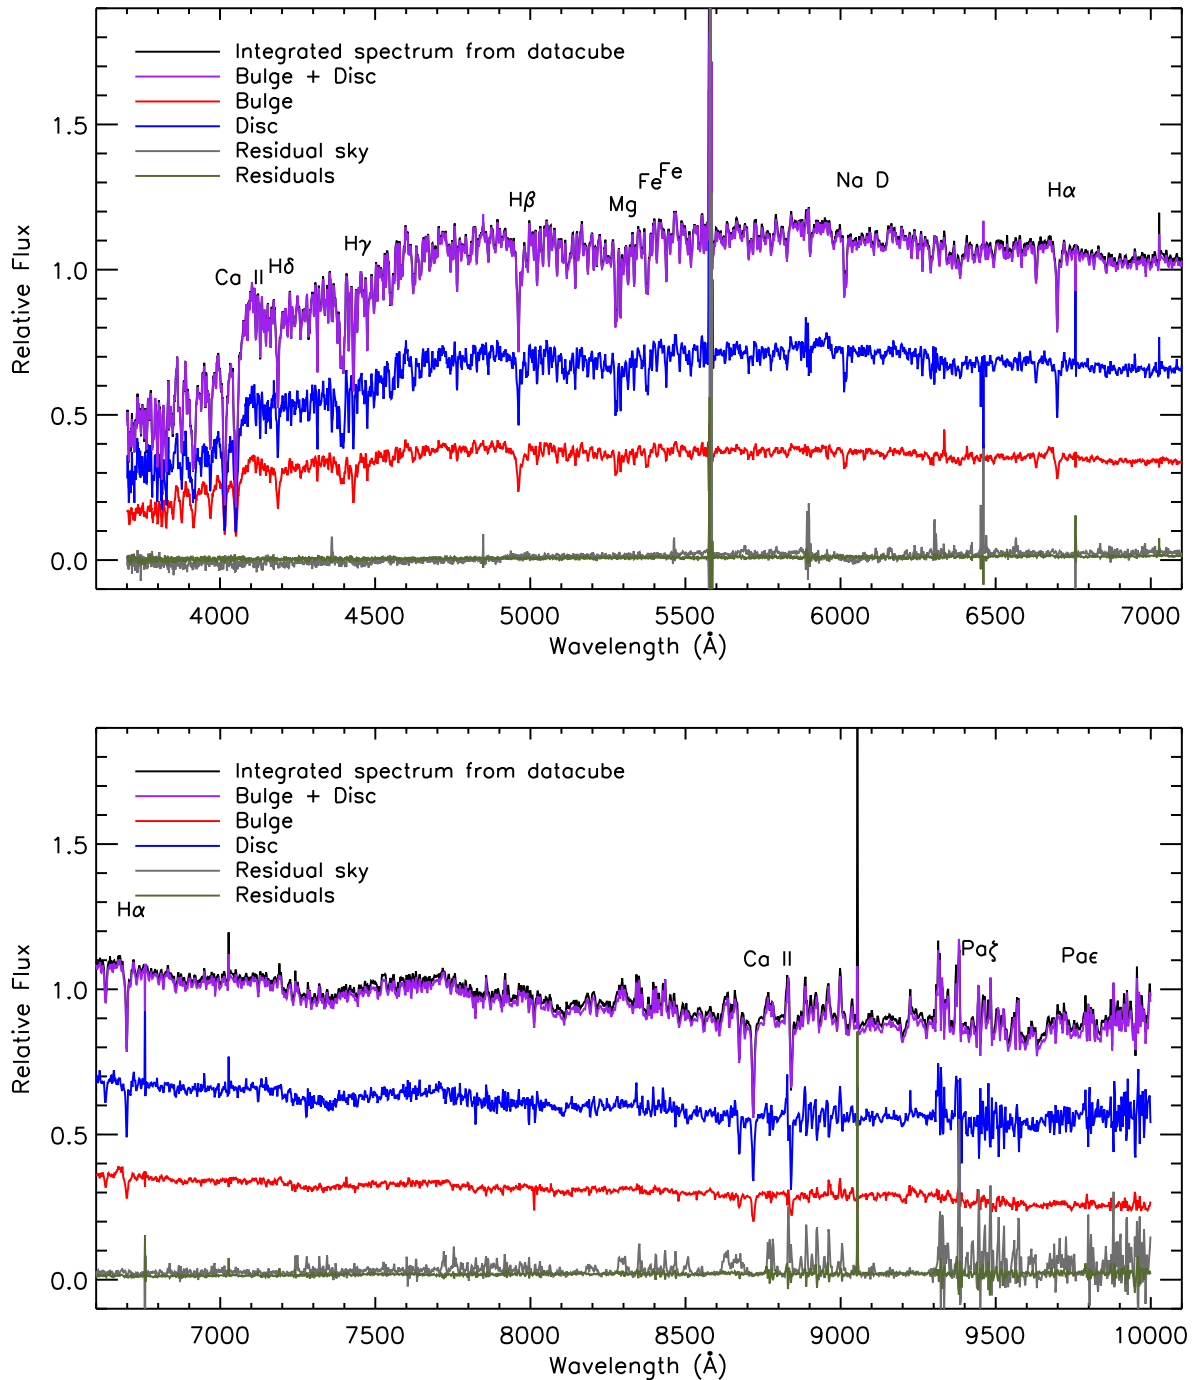 Integrated spectrum from datacube
Bulge + Disc
Bulge
Disc
Residual sky
Residuals
Ca II
Hδ
Hγ
Hβ
Mg
Fe
Fe
Na D
Hα
1.5
1.0
0.5
0.0
Relative Flux
4000 4500 5000 5500 6000 6500 7000
Wavelength (Å)
Integrated spectrum from datacube
Bulge + Disc
Bulge
Disc
Residual sky
Residuals
Hα
Ca II
Paζ
Paϵ
1.5
1.0
0.5
0.0
Relative Flux
7000 7500 8000 8500 9000 9500 10000
Wavelength (Å)